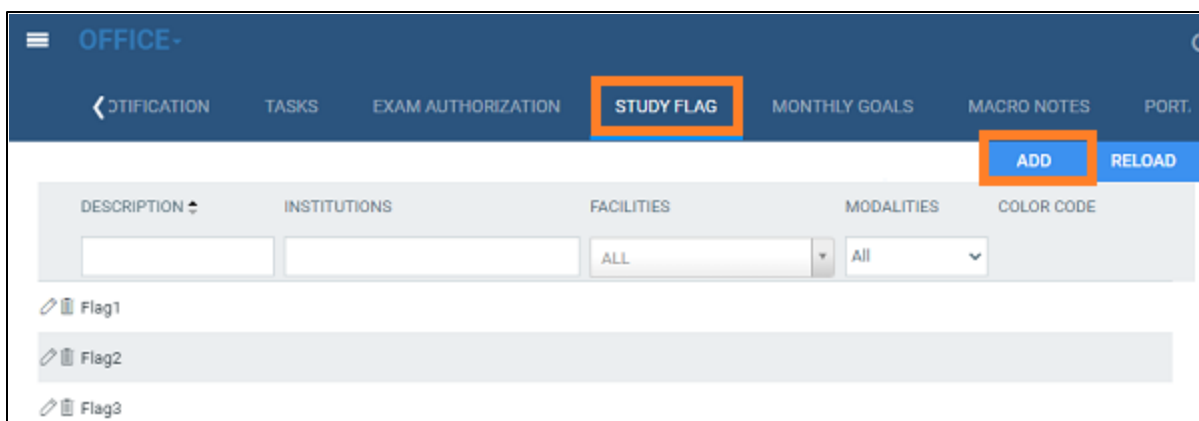 OFFICE
OTIFICATION TASKS EXAM AUTHORIZATION STUDY FLAG MONTHLY GOALS MACRO NOTES PORT.
ADD RELOAD
DESCRIPTION INSTITUTIONS FACILITIES MODALITIES COLOR CODE
ALL All
Flag1
Flag2
Flag3